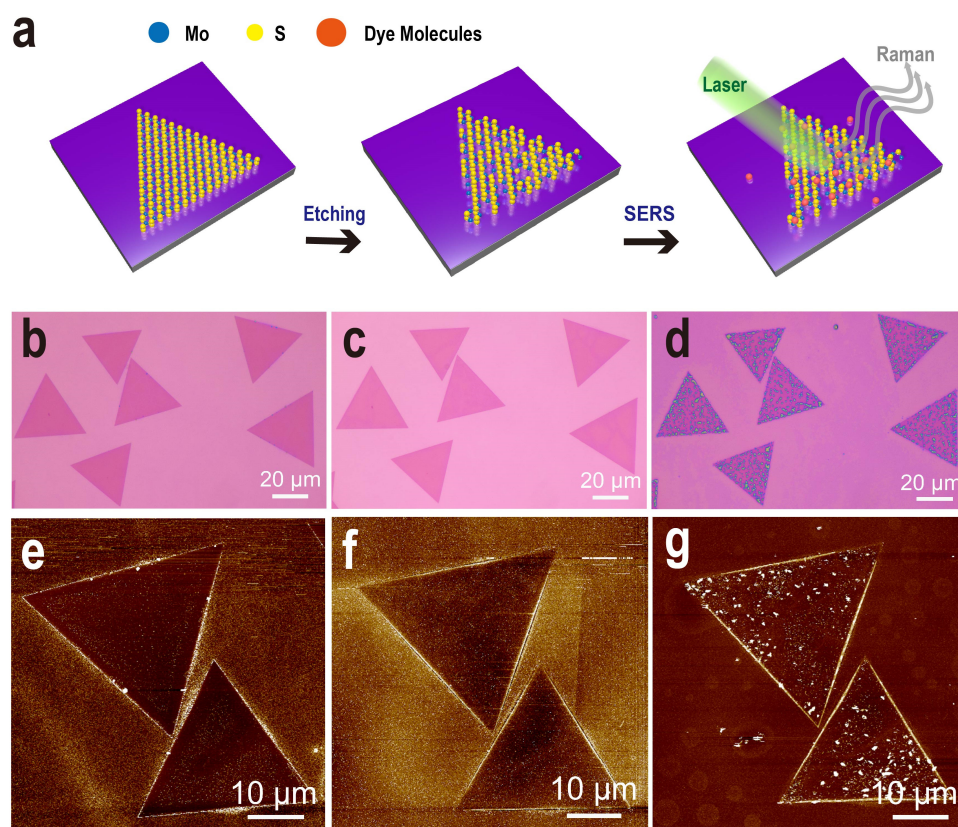 a
Mo
S
Dye Molecules
Raman
Laser
Etching
SERS
b
20 μm
c
20 μm
d
20 μm
e
10 μm
f
10 μm
g
10 μm